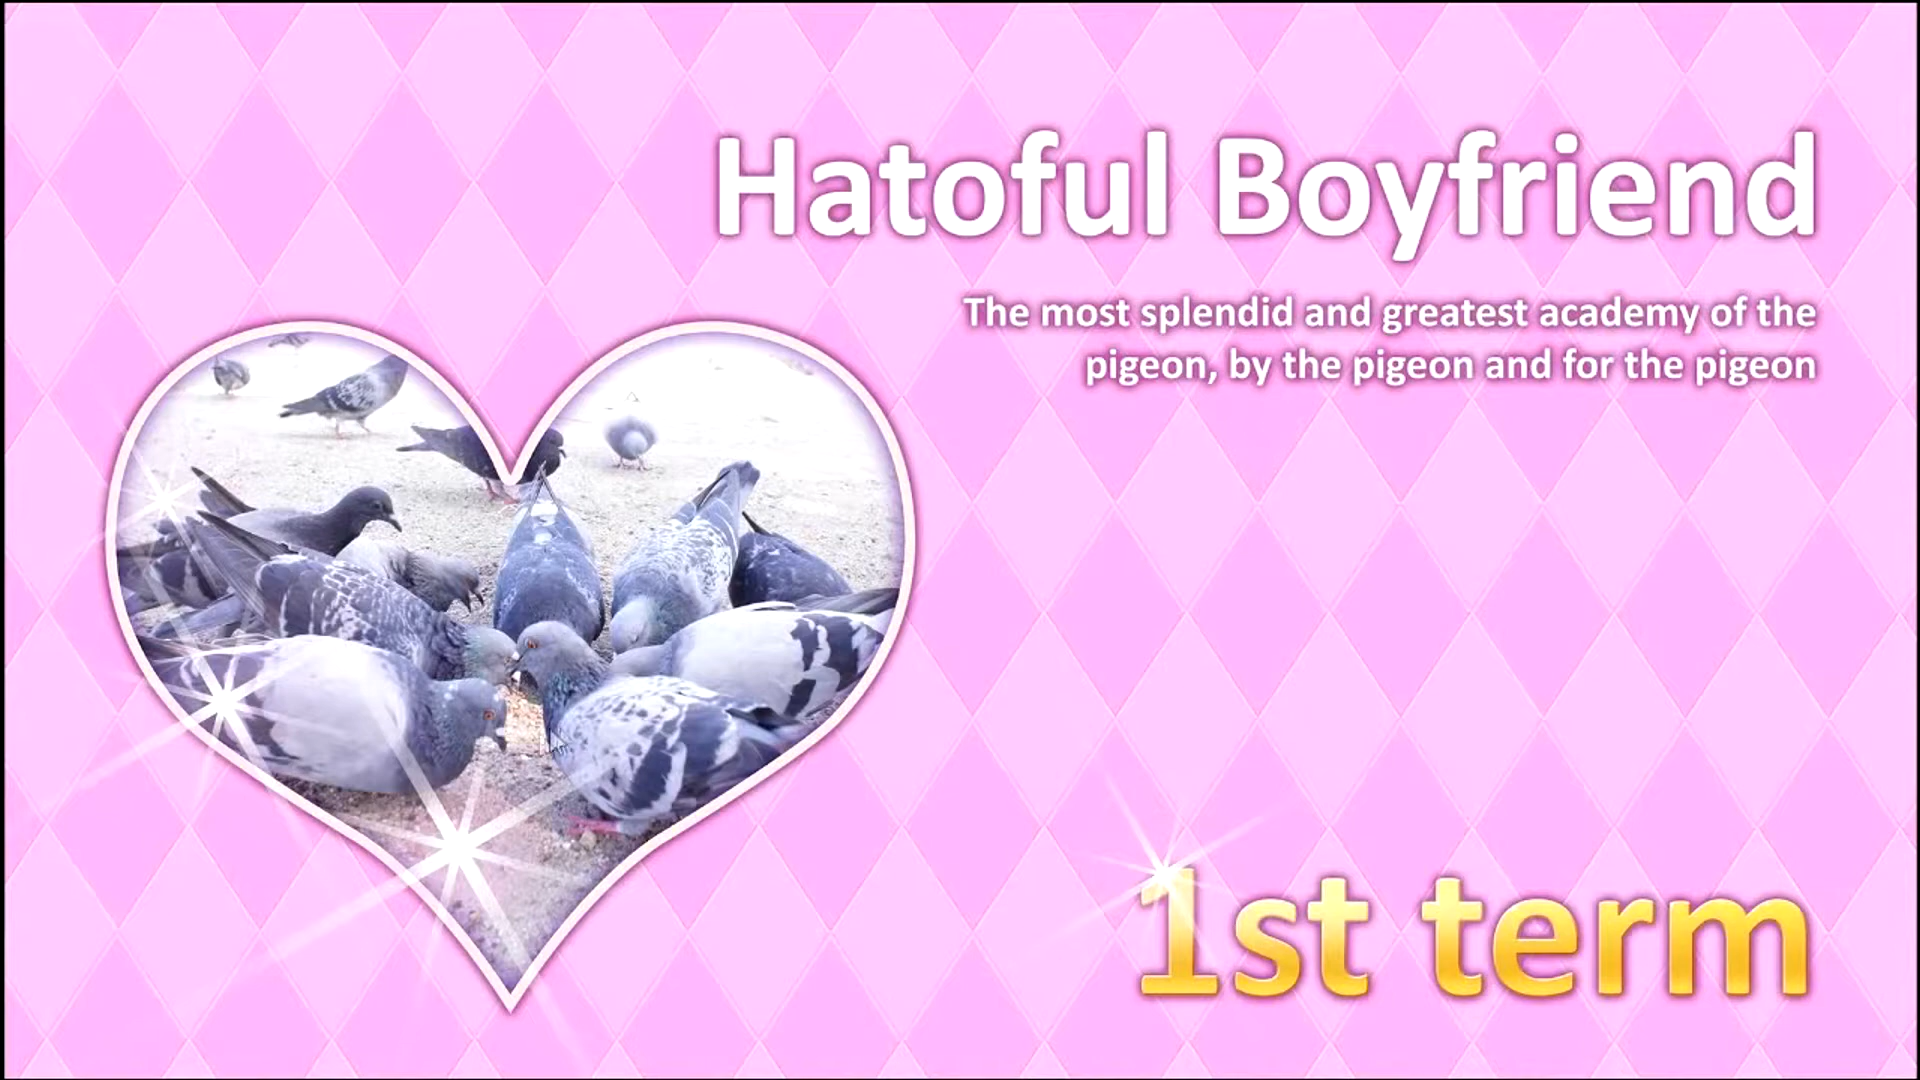 Hatoful Boyfriend
The most splendid and greatest academy of the
pigeon, by the pigeon and for the pigeon
1st term